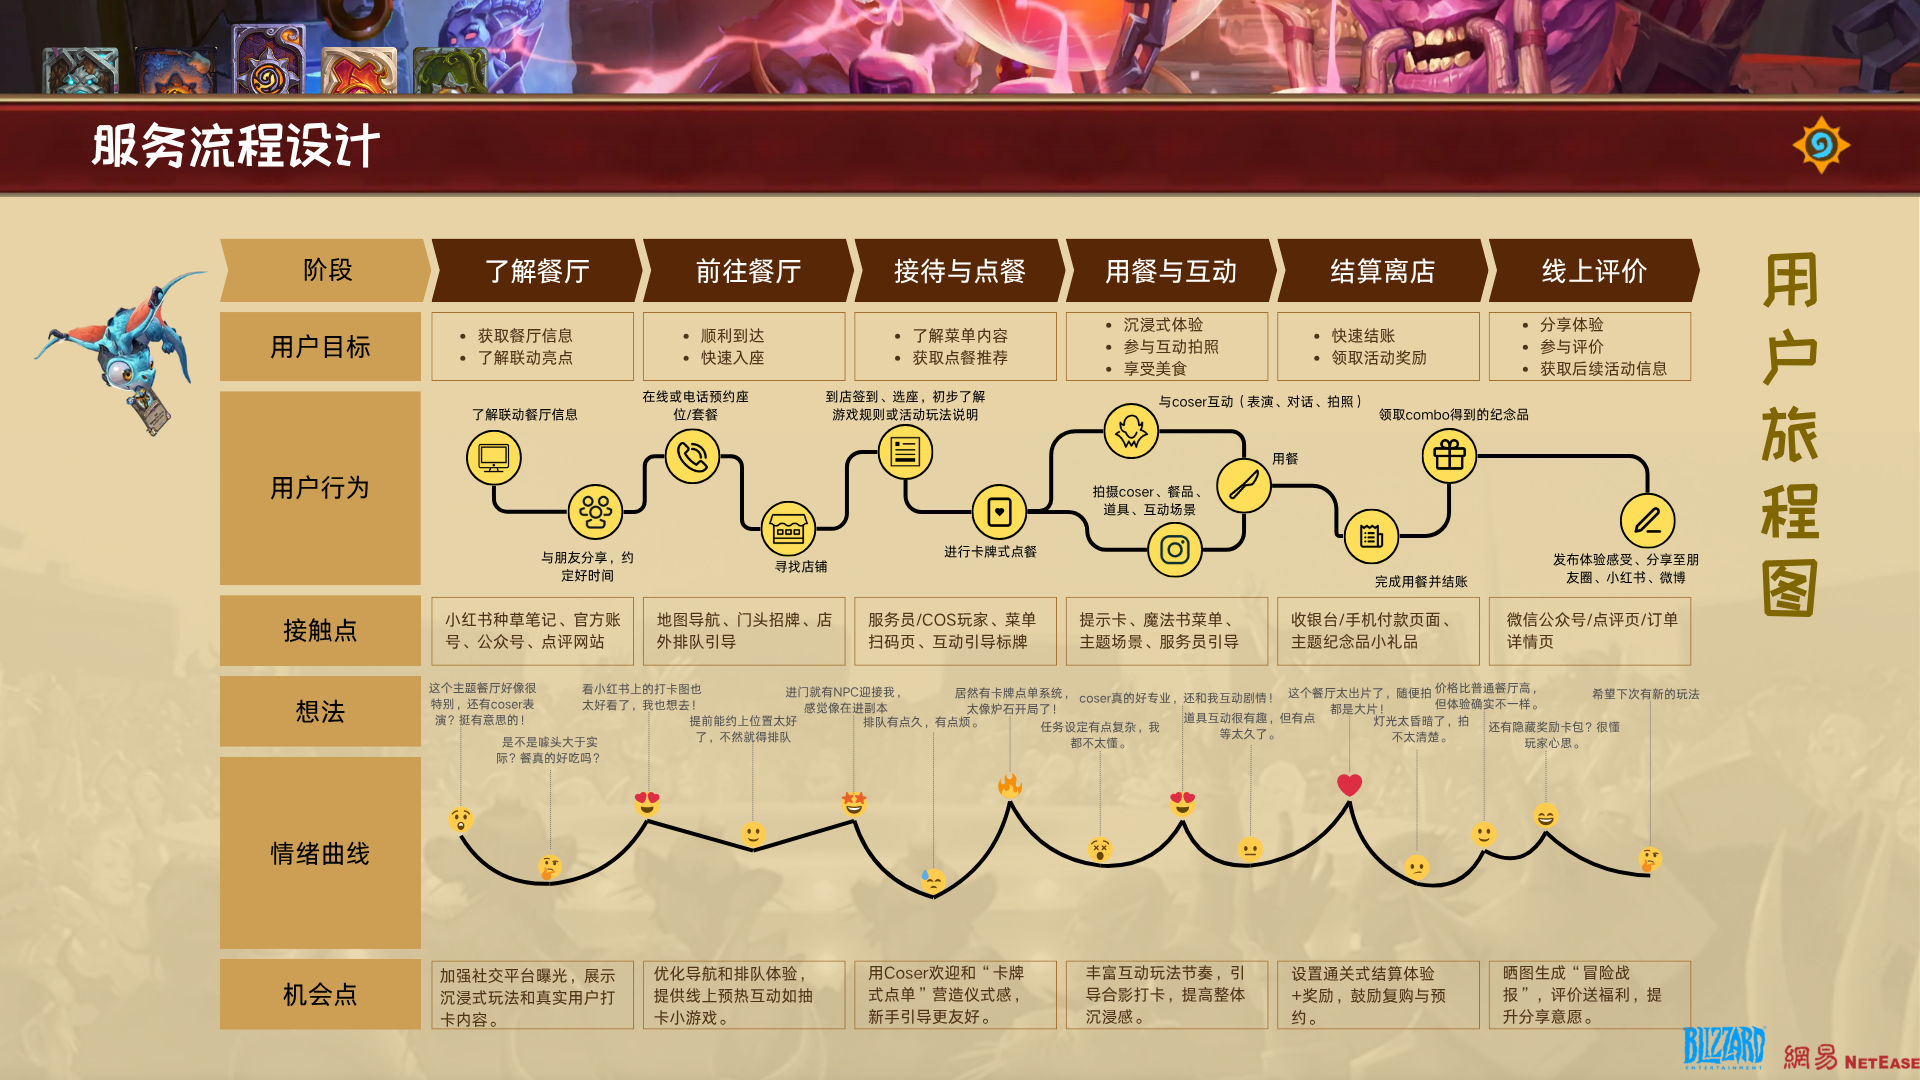 服务流程设计
用户旅程图
阶段
了解餐厅
前往餐厅
接待与点餐
用餐与互动
结算离店
线上评价
用户目标
• 获取餐厅信息
• 了解联动亮点
• 顺利到达
• 快速入座
• 了解菜单内容
• 获取点餐推荐
• 沉浸式体验
• 参与互动拍照
• 享受美食
• 快速结账
• 领取活动奖励
• 分享体验
• 参与评价
• 获取后续活动信息
用户行为
了解联动餐厅信息
与朋友分享，约
定好时间
在线或电话预约座
位/套餐
寻找店铺
到店签到、选座，初步了解
游戏规则或活动玩法说明
进行卡牌式点餐
与coser互动（表演、对话、拍照）
拍摄coser、餐品、
道具、互动场景
用餐
完成用餐并结账
领取combo得到的纪念品
发布体验感受、分享至朋
友圈、小红书、微博
接触点
小红书种草笔记、官方账
号、公众号、点评网站
地图导航、门头招牌、店
外排队引导
服务员/COS玩家、菜单
扫码页、互动引导标牌
提示卡、魔法书菜单、
主题场景、服务员引导
收银台/手机付款页面、
主题纪念品小礼品
微信公众号/点评页/订单
详情页
想法
这个主题餐厅好像很
特别，还有coser表
演？挺有意思的！
是不是噱头大于实
际？餐真的好吃吗？
看小红书上的打卡图也
太好看了，我也想去！
提前能约上位置太好
了，不然就得排队
进门就有NPC迎接我，
感觉像在进副本
排队有点久，有点烦。
居然有卡牌点单系统，
太像炉石开局了！
任务设定有点复杂，我
都不太懂。
coser真的好专业，还和我互动剧情！
道具互动很有趣，但有点
等太久了。
这个餐厅太出片了，随便拍
都是大片！
灯光太昏暗了，拍
不太清楚。
价格比普通餐厅高，
但体验确实不一样。
还有隐藏奖励卡包？很懂
玩家心思。
希望下次有新的玩法
情绪曲线
机会点
加强社交平台曝光，展示
沉浸式玩法和真实用户打
卡内容。
优化导航和排队体验，
提供线上预热互动如抽
卡小游戏。
用Coser欢迎和“卡牌
式点单”营造仪式感，
新手引导更友好。
丰富互动玩法节奏，引
导合影打卡，提高整体
沉浸感。
设置通关式结算体验
+奖励，鼓励复购与预
约。
晒图生成“冒险战
报”，评价送福利，提
升分享意愿。
BLIZZARD
ENTERTAINMENT
網易 NETEASE